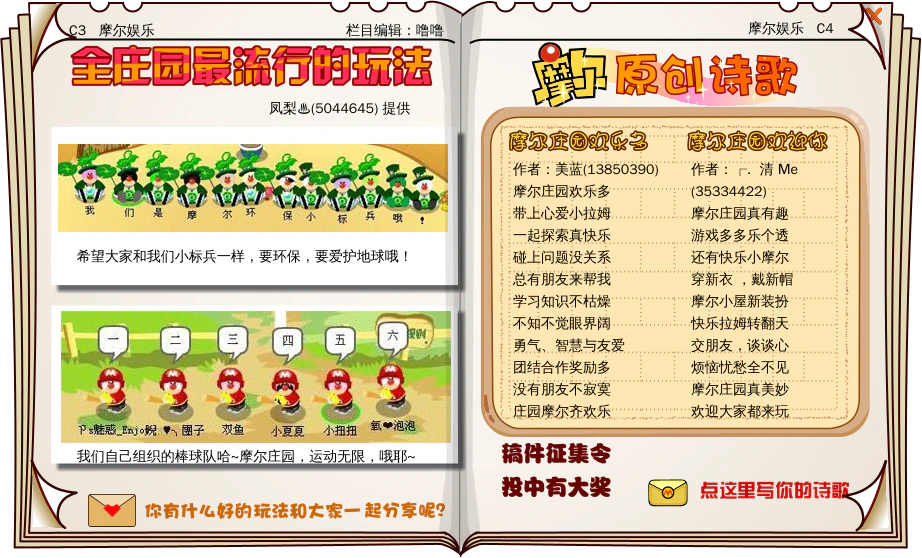 C3 摩尔娱乐
栏目编辑：噜噜
全庄园最流行的玩法
凤梨♨(5044645) 提供
我 们 是 摩 尔 环 保 小 标 兵 哦 ！
希望大家和我们小标兵一样，要环保，要爱护地球哦！
一 二 三 四 五 六
双鱼 小夏夏 小扭扭 氧❤泡泡
我们自己组织的棒球队哈~摩尔庄园，运动无限，哦耶~
你有什么好的玩法和大家一起分享呢？
摩尔娱乐 C4
摩尔 原创诗歌
摩尔庄园欢乐多
作者：美蓝(13850390)
摩尔庄园欢乐多
带上心爱小拉姆
一起探索真快乐
碰上问题没关系
总有朋友来帮我
学习知识不枯燥
不知不觉眼界阔
勇气、智慧与友爱
团结合作奖励多
没有朋友不寂寞
庄园摩尔齐欢乐
摩尔庄园欢迎你
作者：┌．清 Me
(35334422)
摩尔庄园真有趣
游戏多多乐个透
还有快乐小摩尔
穿新衣 ，戴新帽
摩尔小屋新装扮
快乐拉姆转翻天
交朋友，谈谈心
烦恼忧愁全不见
摩尔庄园真美妙
欢迎大家都来玩
稿件征集令
投中有大奖
点这里写你的诗歌